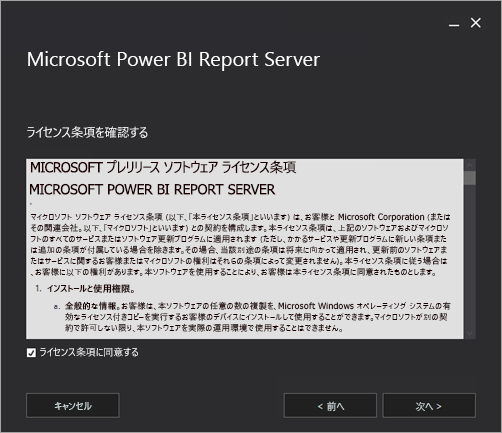 Microsoft Power BI Report Server
ライセンス条項を確認する
MICROSOFT プレリリース ソフトウェア ライセンス条項
MICROSOFT POWER BI REPORT SERVER
マイクロソフト ソフトウェア ライセンス条項 (以下、「本ライセンス条項」といいます) は、お客様と Microsoft Corporation (または
その関連会社。以下、「マイクロソフト」といいます) との契約を構成します。本ライセンス条項は、上記のソフトウェアおよびマイクロソ
フトのすべてのサービスまたはソフトウェア更新プログラムに適用されます (ただし、かかるサービスや更新プログラムに新しい条項また
は追加の条項が付属している場合を除きます。その場合、当該別途の条項は将来に向かって適用され、更新前のソフトウェアま
たはサービスに関するお客様またはマイクロソフトの権利はそれらの条項によって変更されません)。本ライセンス条項に従う場合は
、お客様に以下の権利があります。本ソフトウェアを使用することにより、お客様は本ライセンス条項に同意されたものとします。
1. インストールと使用権限。
a. 全般的な情報。お客様は、本ソフトウェアの任意の数の複製を、Microsoft Windows オペレーティング システムの有
効なライセンス付きコピーを実行するお客様のデバイスにインストールして使用することができます。マイクロソフトが別の契
約で許可しない限り、本ソフトウェアを実際の運用環境で使用することはできません。
ライセンス条項に同意する
キャンセル
< 前へ
次へ >